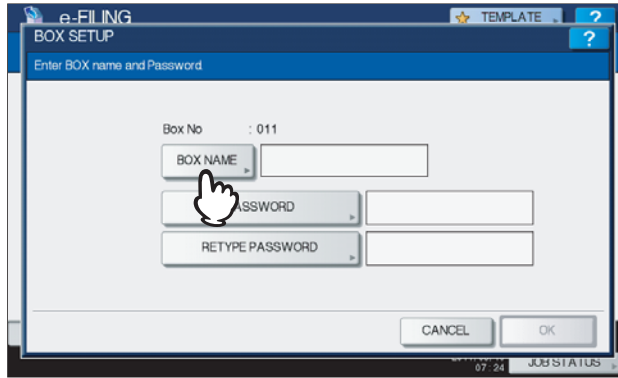 e-FILING
TEMPLATE
?
BOX SETUP
?
Enter BOX name and Password
Box No : 011
BOX NAME
ASSWORD
RETYPE PASSWORD
CANCEL
OK
07:24
JOB STATUS